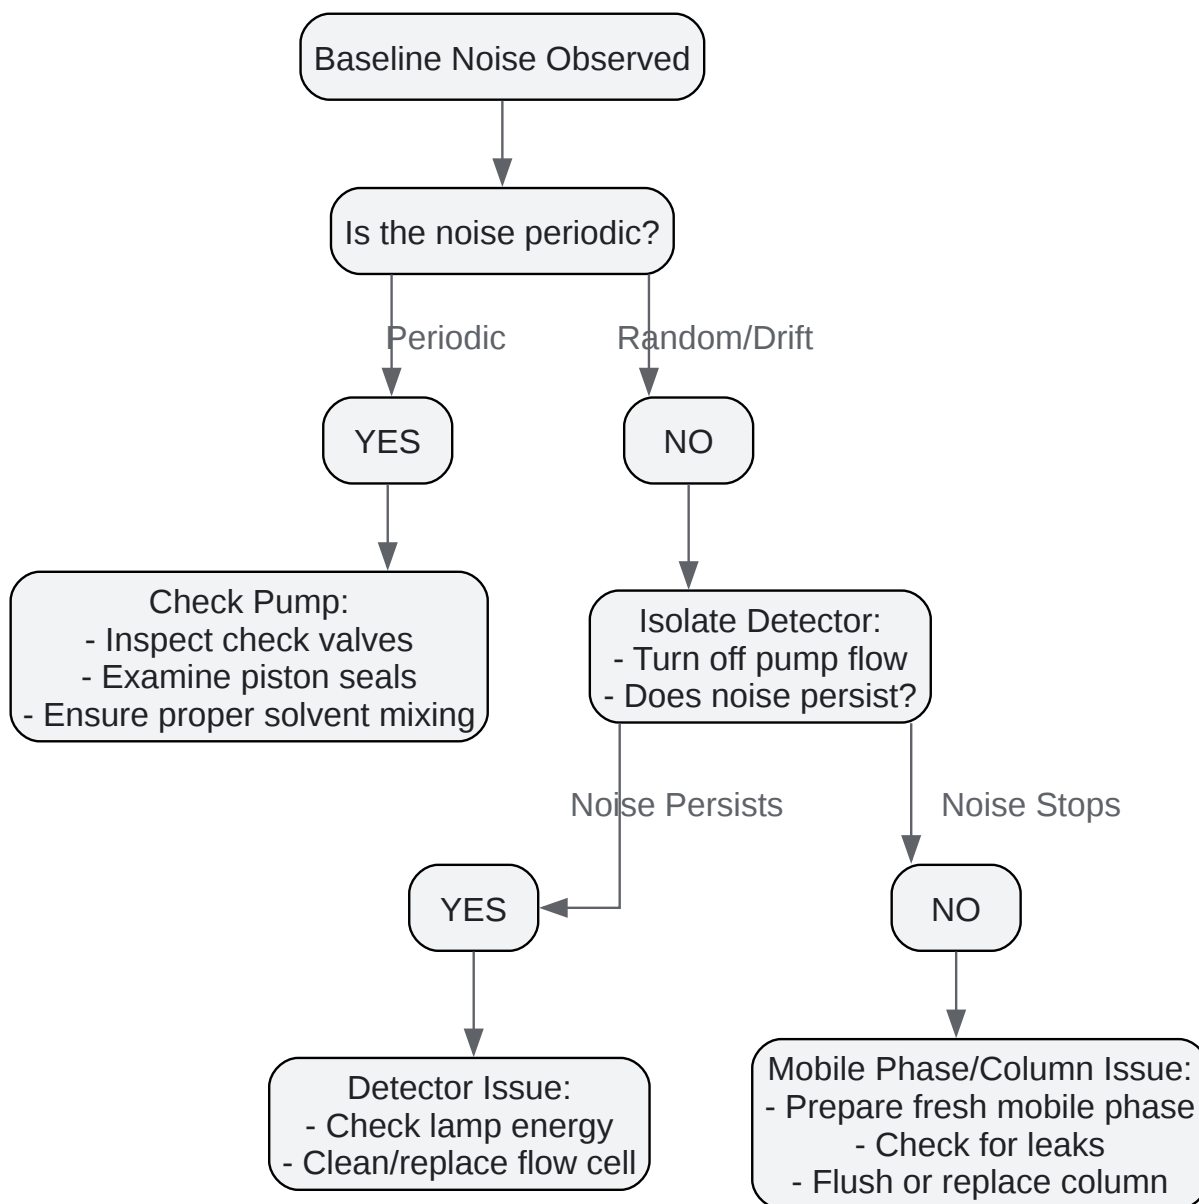 Baseline Noise Observed
Is the noise periodic?
Periodic
Random/Drift
YES
NO
Check Pump:
- Inspect check valves
- Examine piston seals
- Ensure proper solvent mixing
Isolate Detector:
- Turn off pump flow
- Does noise persist?
Noise Persists
Noise Stops
YES
NO
Detector Issue:
- Check lamp energy
- Clean/replace flow cell
Mobile Phase/Column Issue:
- Prepare fresh mobile phase
- Check for leaks
- Flush or replace column